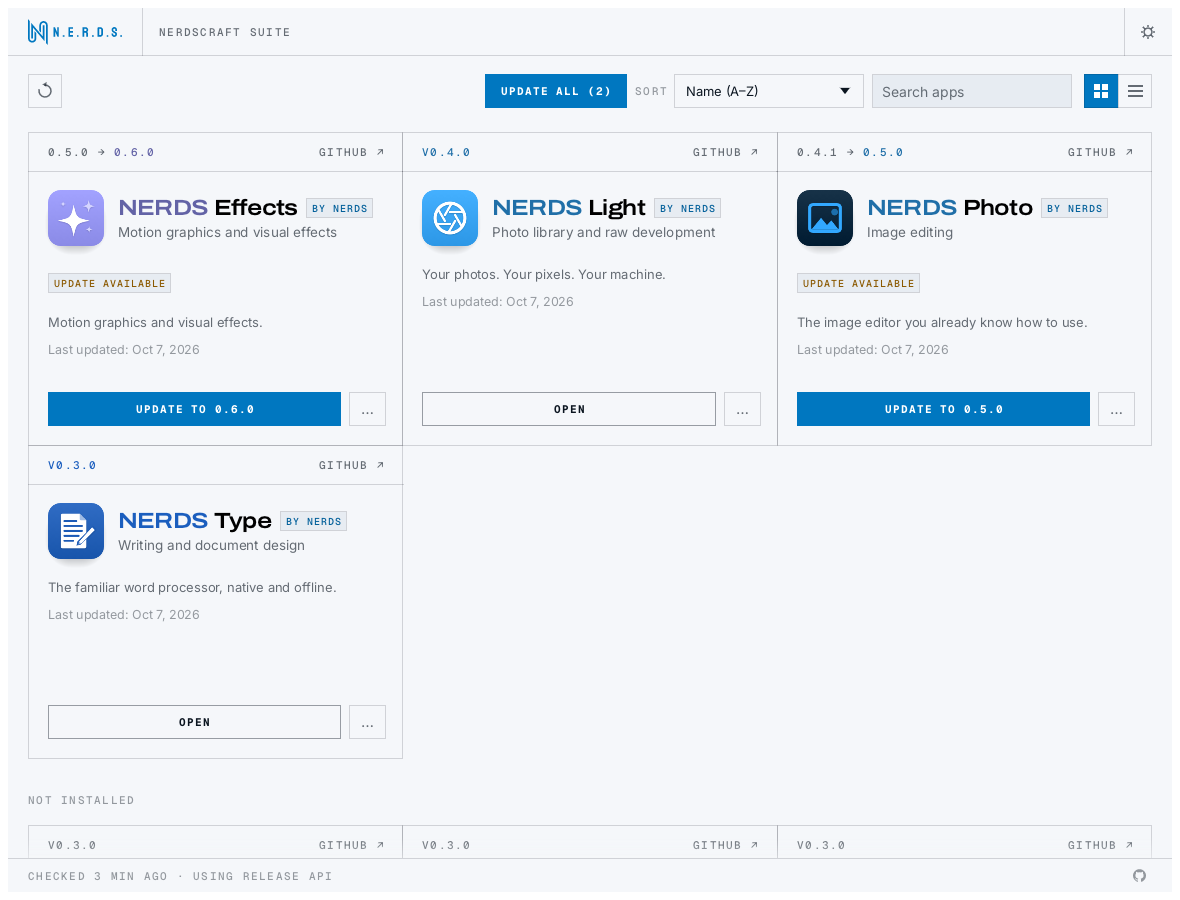 N.E.R.D.S.
NERDSCRAFT SUITE
UPDATE ALL (2)
SORT
Name (A–Z)
Search apps
0.5.0 → 0.6.0
GITHUB ↗
NERDS Effects
BY NERDS
Motion graphics and visual effects
UPDATE AVAILABLE
Motion graphics and visual effects.
Last updated: Oct 7, 2026
UPDATE TO 0.6.0
...
V0.4.0
GITHUB ↗
NERDS Light
BY NERDS
Photo library and raw development
Your photos. Your pixels. Your machine.
Last updated: Oct 7, 2026
OPEN
...
0.4.1 → 0.5.0
GITHUB ↗
NERDS Photo
BY NERDS
Image editing
UPDATE AVAILABLE
The image editor you already know how to use.
Last updated: Oct 7, 2026
UPDATE TO 0.5.0
...
V0.3.0
GITHUB ↗
NERDS Type
BY NERDS
Writing and document design
The familiar word processor, native and offline.
Last updated: Oct 7, 2026
OPEN
...
NOT INSTALLED
V0.3.0
GITHUB ↗
V0.3.0
GITHUB ↗
V0.3.0
GITHUB ↗
CHECKED 3 MIN AGO · USING RELEASE API